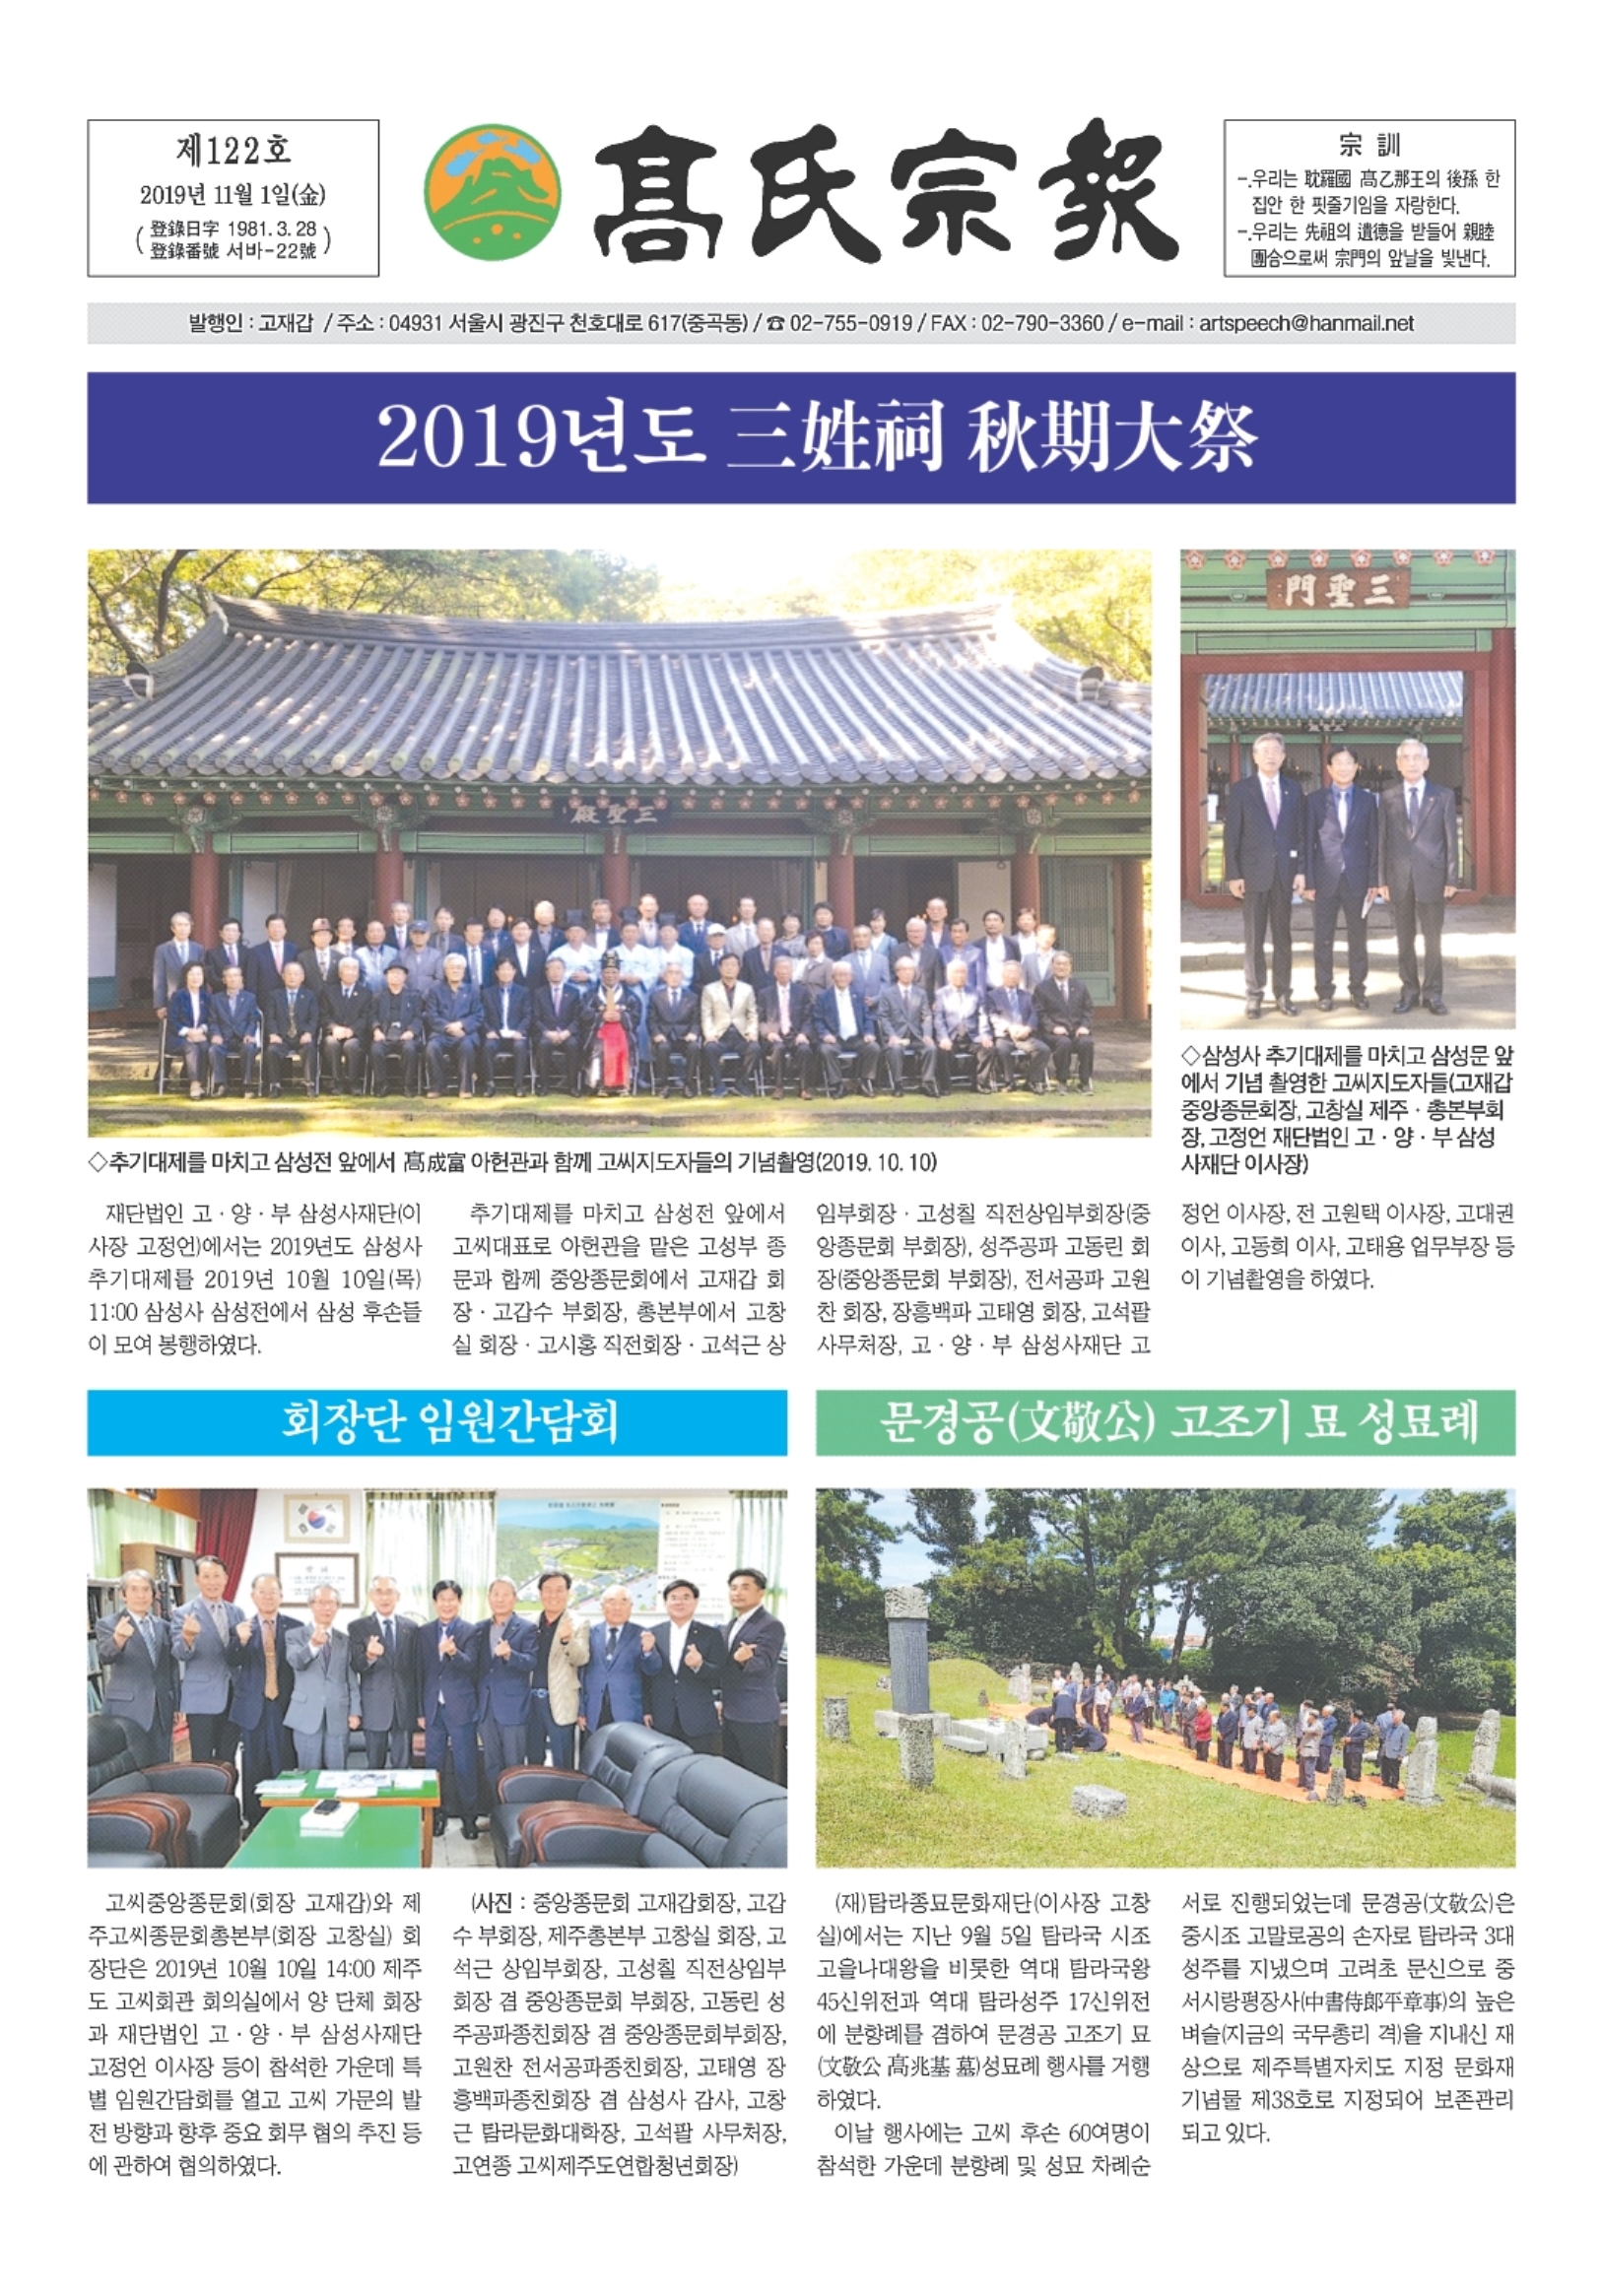 제122호
2019년 11월 1일(金)
( 登錄日字 1981. 3. 28 )
登錄番號 서바-22號
髙氏宗報
宗 訓
-.우리는 耽羅國 髙乙那王의 後孫 한
집안 한 핏줄기임을 자랑한다.
-.우리는 先祖의 遺德을 받들어 親睦
團合으로써 宗門의 앞날을 빛낸다.
발행인 : 고재갑 / 주소 : 04931 서울시 광진구 천호대로 617(중곡동) / ☎ 02-755-0919 / FAX : 02-790-3360 / e-mail : artspeech@hanmail.net
2019년도 三姓祠 秋期大祭
殿聖三
門聖三
◇추기대제를 마치고 삼성전 앞에서 髙成富 아헌관과 함께 고씨지도자들의 기념촬영(2019. 10. 10)
◇삼성사 추기대제를 마치고 삼성문 앞
에서 기념 촬영한 고씨지도자들(고재갑
중앙종문회장, 고창실 제주 · 총본부회
장, 고정언 재단법인 고 · 양 · 부 삼성
사재단 이사장)
재단법인 고 · 양 · 부 삼성사재단(이
사장 고정언)에서는 2019년도 삼성사
추기대제를 2019년 10월 10일(목)
11:00 삼성사 삼성전에서 삼성 후손들
이 모여 봉행하였다.
추기대제를 마치고 삼성전 앞에서
고씨대표로 아헌관을 맡은 고성부 종
문과 함께 중앙종문회에서 고재갑 회
장 · 고갑수 부회장, 총본부에서 고창
실 회장 · 고시홍 직전회장 · 고석근 상
임부회장 · 고성칠 직전상임부회장(중
앙종문회 부회장), 성주공파 고동린 회
장(중앙종문회 부회장), 전서공파 고원
찬 회장, 장흥백파 고태영 회장, 고석팔
사무처장, 고 · 양 · 부 삼성사재단 고
정언 이사장, 전 고원택 이사장, 고대권
이사, 고동희 이사, 고태용 업무부장 등
이 기념촬영을 하였다.
회장단 임원간담회
고씨중앙종문회(회장 고재갑)와 제
주고씨종문회총본부(회장 고창실) 회
장단은 2019년 10월 10일 14:00 제주
도 고씨회관 회의실에서 양 단체 회장
과 재단법인 고 · 양 · 부 삼성사재단
고정언 이사장 등이 참석한 가운데 특
별 임원간담회를 열고 고씨 가문의 발
전 방향과 향후 중요 회무 협의 추진 등
에 관하여 협의하였다.
(사진 : 중앙종문회 고재갑회장, 고갑
수 부회장, 제주총본부 고창실 회장, 고
석근 상임부회장, 고성칠 직전상임부
회장 겸 중앙종문회 부회장, 고동린 성
주공파종친회장 겸 중앙종문회부회장,
고원찬 전서공파종친회장, 고태영 장
흥백파종친회장 겸 삼성사 감사, 고창
근 탐라문화대학장, 고석팔 사무처장,
고연종 고씨제주도연합청년회장)
문경공(文敬公) 고조기 묘 성묘례
(재)탐라종묘문화재단(이사장 고창
실)에서는 지난 9월 5일 탐라국 시조
고을나대왕을 비롯한 역대 탐라국왕
45신위전과 역대 탐라성주 17신위전
에 분향례를 겸하여 문경공 고조기 묘
(文敬公 髙兆基 墓)성묘례 행사를 거행
하였다.
이날 행사에는 고씨 후손 60여명이
참석한 가운데 분향례 및 성묘 차례순
서로 진행되었는데 문경공(文敬公)은
중시조 고말로공의 손자로 탐라국 3대
성주를 지냈으며 고려초 문신으로 중
서시랑평장사(中書侍郎平章事)의 높은
벼슬(지금의 국무총리 격)을 지내신 재
상으로 제주특별자치도 지정 문화재
기념물 제38호로 지정되어 보존관리
되고 있다.